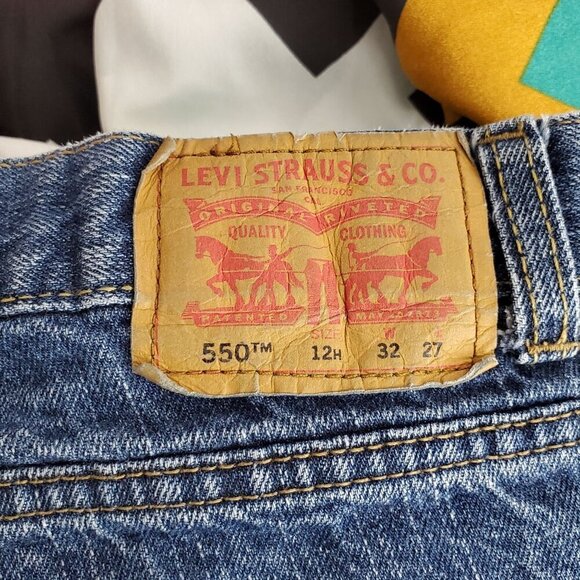 LEVI STRAUSS & CO.
SAN FRANCISCO
CAL
ORIGINAL RIVETED
QUALITY CLOTHING
PATENTED MAY 20 1873
SIZE W L
550™ 12H 32 27